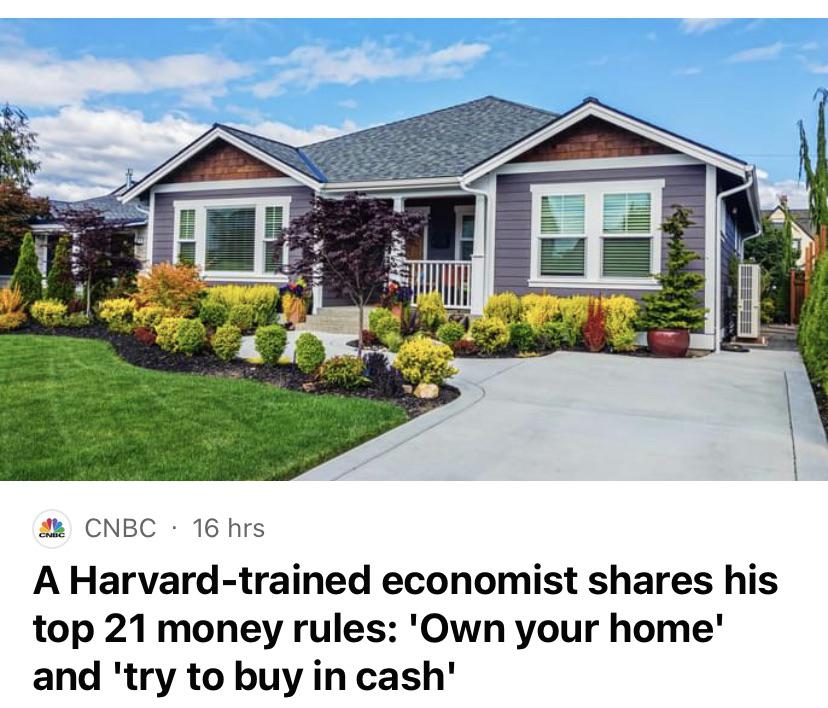 CNBC
CNBC · 16 hrs
A Harvard-trained economist shares his
top 21 money rules: 'Own your home'
and 'try to buy in cash'